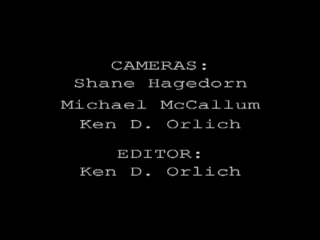 CAMERAS:
Shane Hagedorn
Michael McCallum
Ken D. Orlich
EDITOR:
Ken D. Orlich